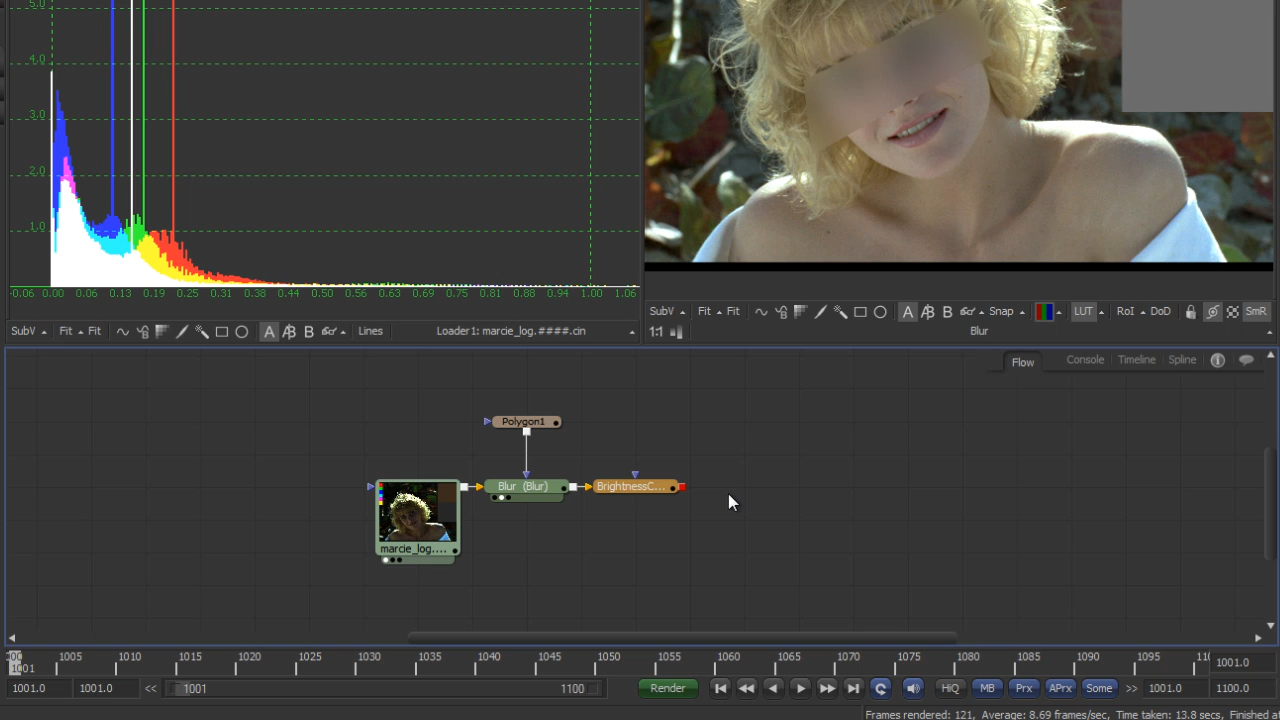 5.0
4.0
3.0
2.0
1.0
-0.06 0.00 0.06 0.13 0.19 0.25 0.31 0.38 0.44 0.50 0.56 0.63 0.69 0.75 0.81 0.88 0.94 1.00 1.06
SubV Fit Fit A B Lines Loader1: marcie_log.####.cin
SubV Fit Fit A B Snap LUT RoI DoD SmR
1:1 Blur
Flow Console Timeline Spline
Polygon1
Blur (Blur) BrightnessC...
marcie_log....
1005 1010 1015 1020 1025 1030 1035 1040 1045 1050 1055 1060 1065 1070 1075 1080 1085 1090 1095
1001 1001.0
1001.0 1001.0 << 1001 1100 Render HiQ MB Prx APrx Some >> 1001.0 1100.0
Frames rendered: 121, Average: 8.69 frames/sec, Time taken: 13.8 secs, Finished